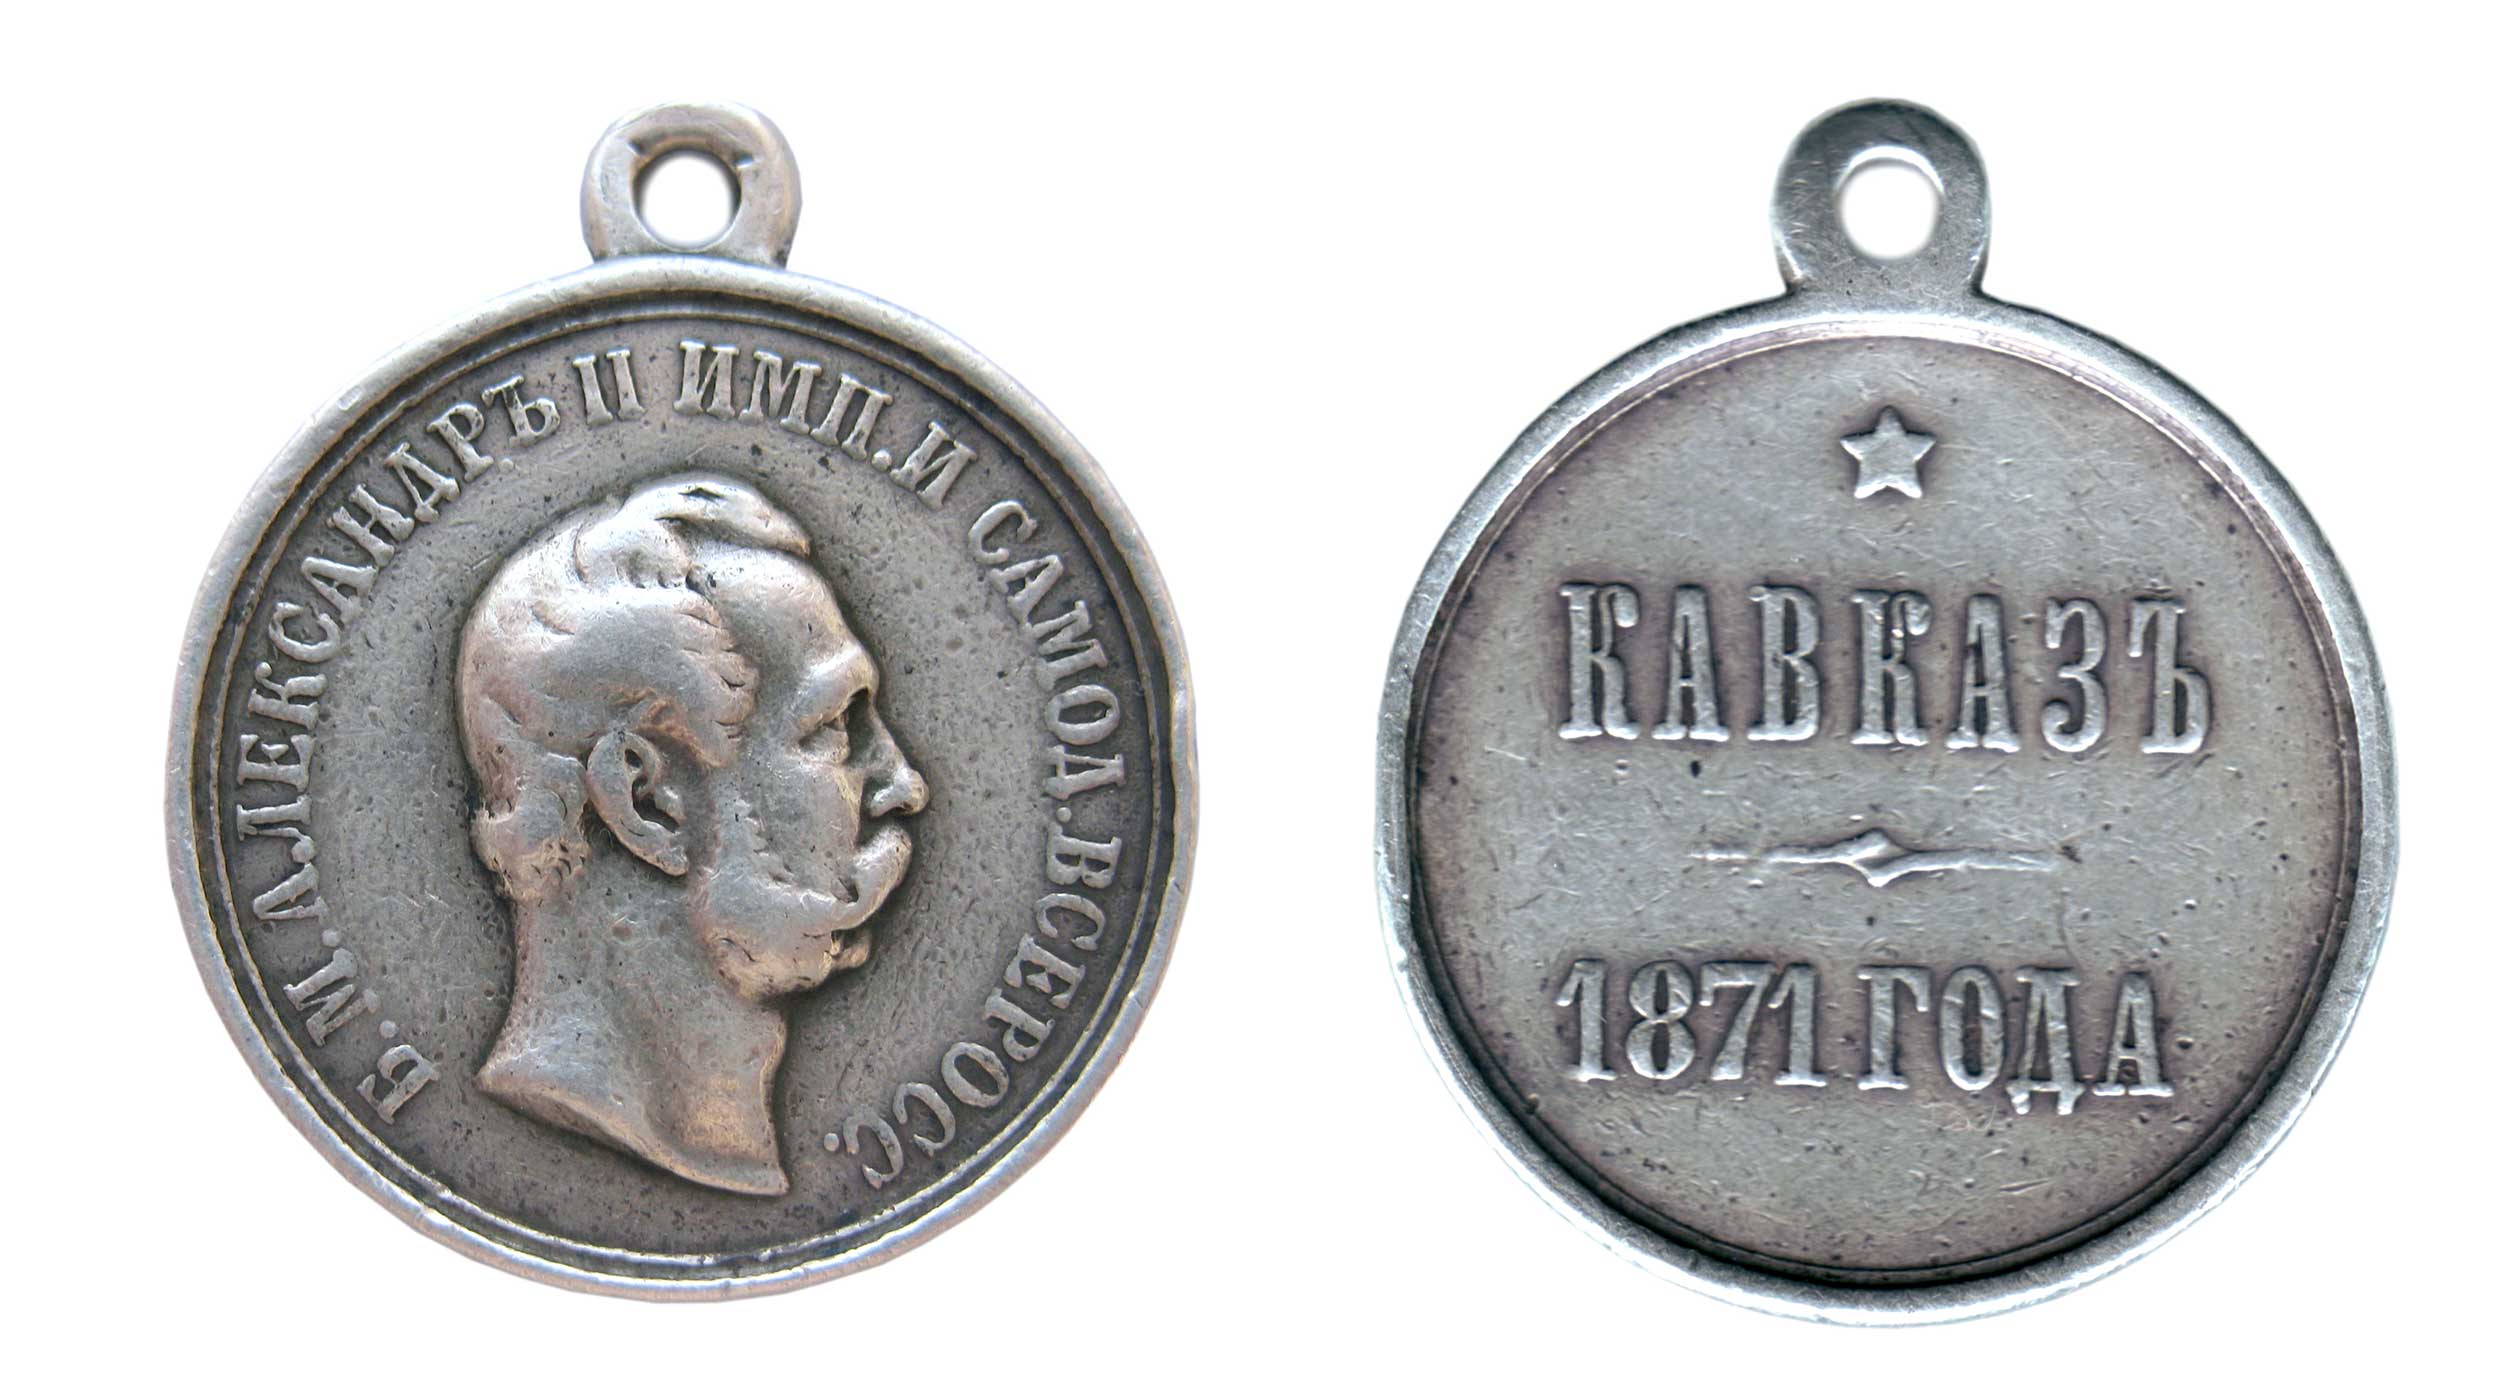 Б. М. АЛЕКСАНДРЪ II ИМП. И САМОД. ВСЕРОСС.
КАВКАЗЪ
1871 ГОДА